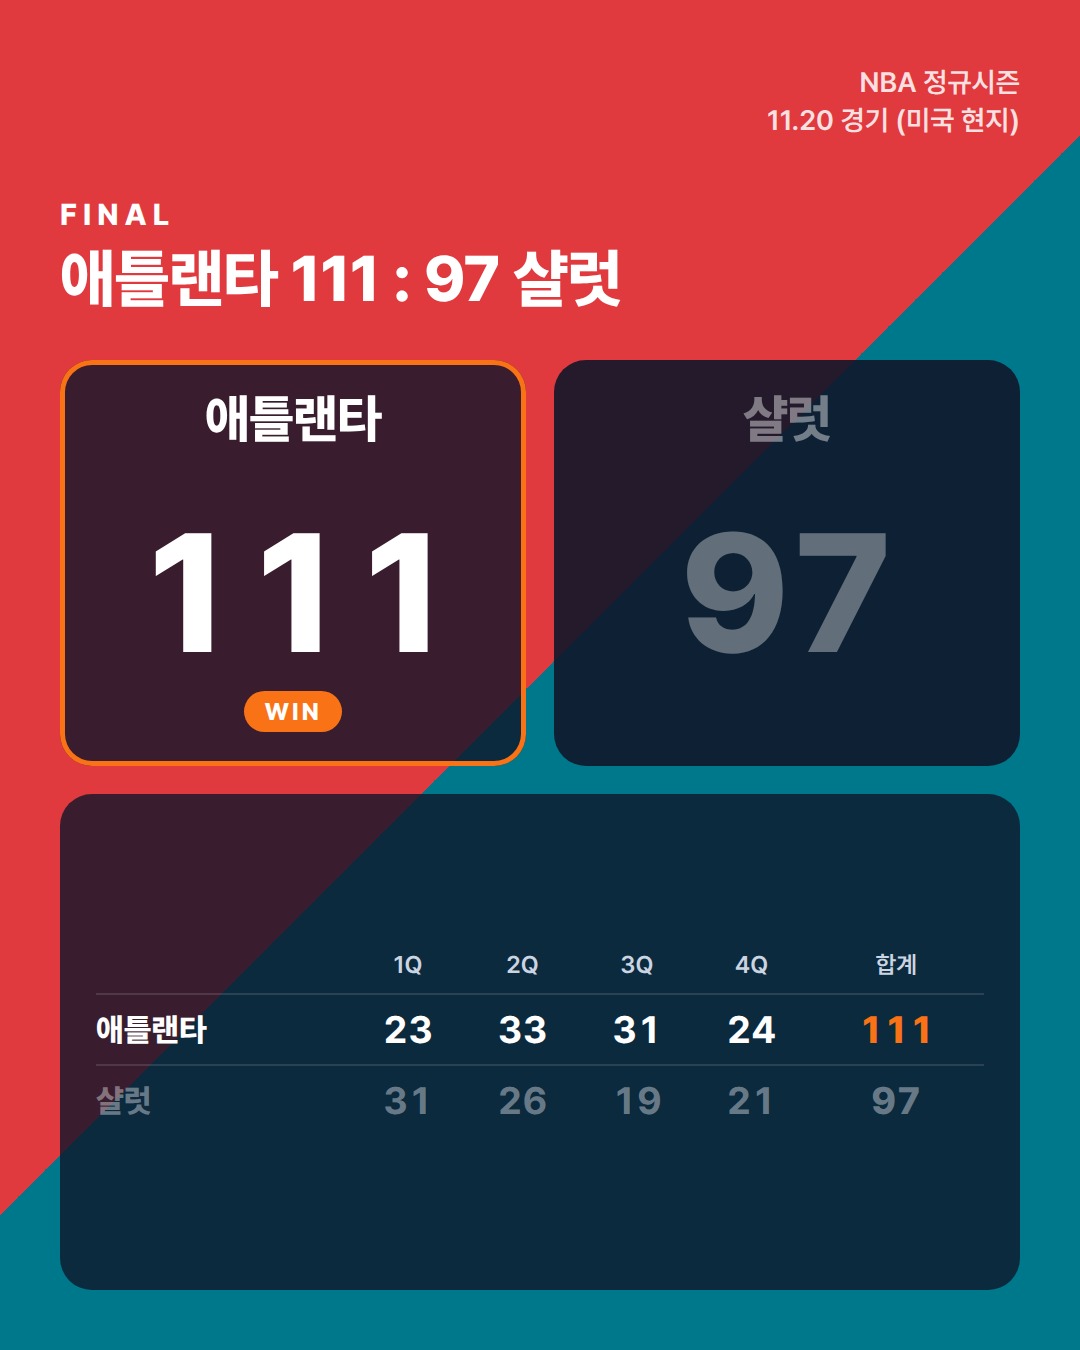 NBA 정규시즌
11.20 경기 (미국 현지)
FINAL
애틀랜타 111 : 97 샬럿
애틀랜타
111
WIN
샬럿
97
1Q 2Q 3Q 4Q 합계
애틀랜타 23 33 31 24 111
샬럿 31 26 19 21 97